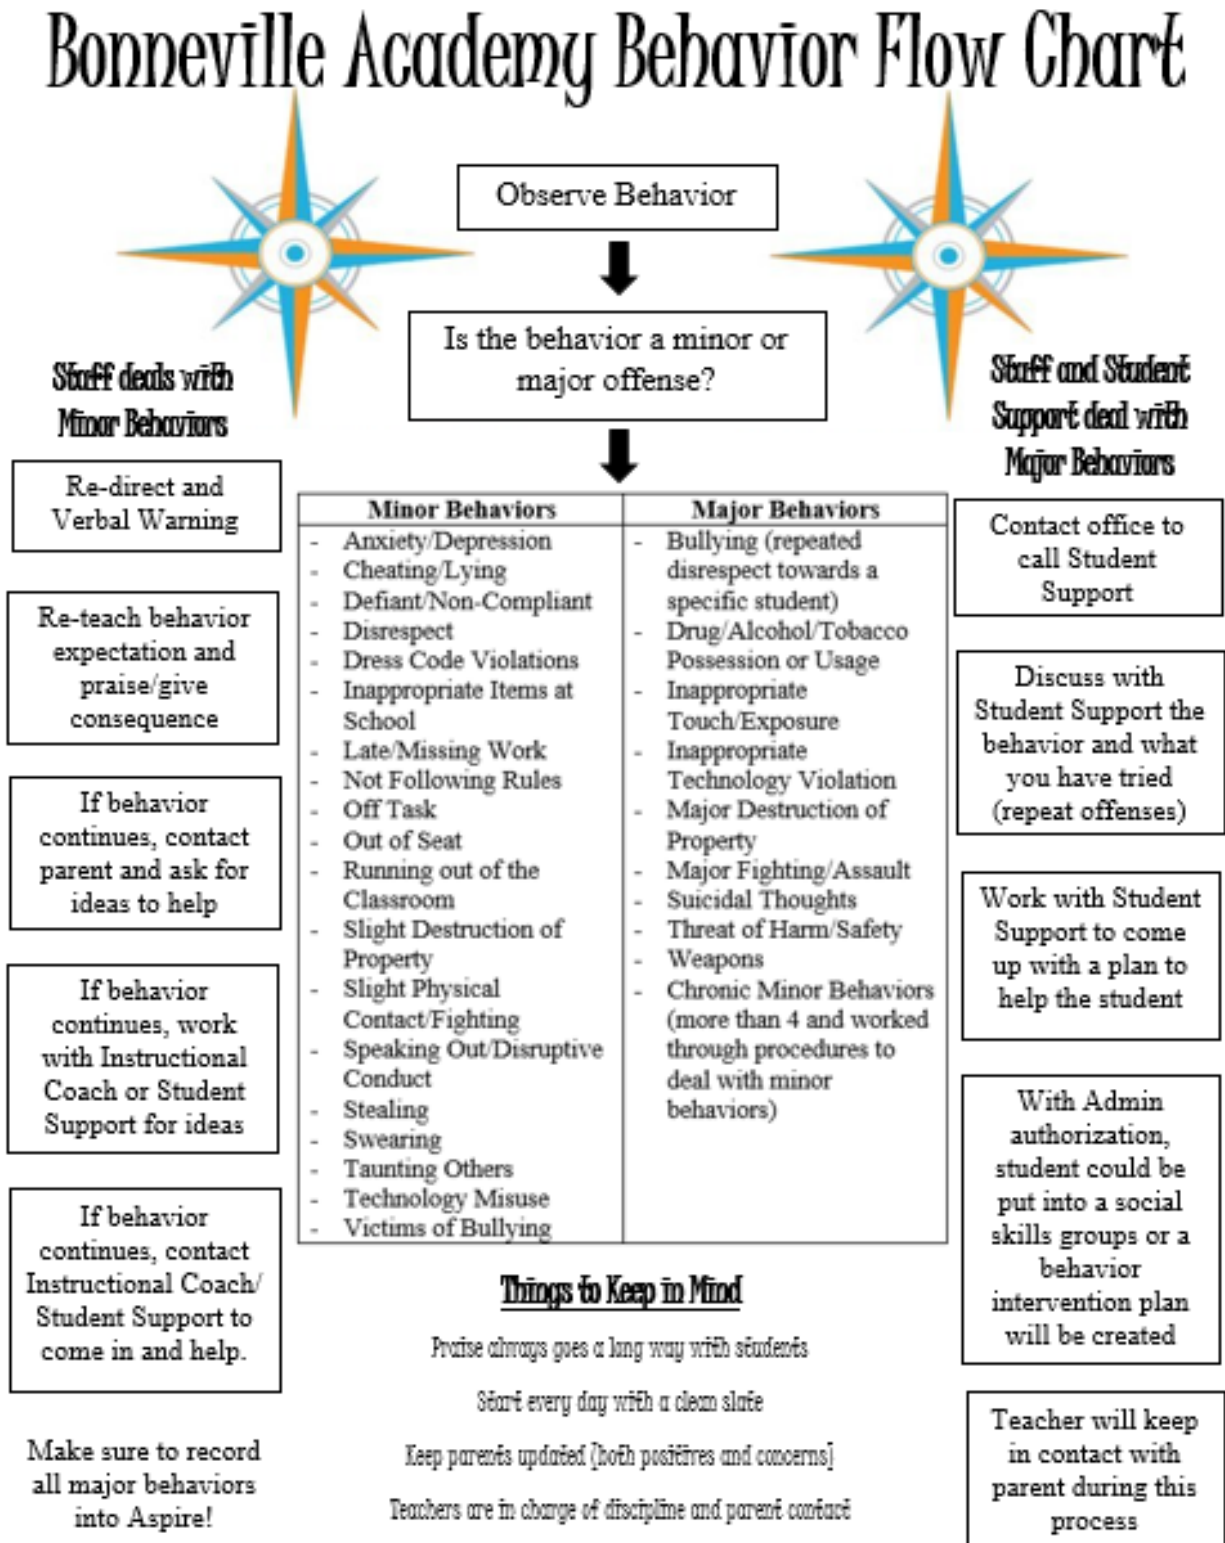 Bonneville Academy Behavior Flow Chart
Observe Behavior
Is the behavior a minor or
major offense?
Staff deals with
Minor Behaviors
Re-direct and
Verbal Warning
Re-teach behavior
expectation and
praise/give
consequence
If behavior
continues, contact
parent and ask for
ideas to help
If behavior
continues, work
with Instructional
Coach or Student
Support for ideas
If behavior
continues, contact
Instructional Coach/
Student Support to
come in and help.
Make sure to record
all major behaviors
into Aspire!
Minor Behaviors
- Anxiety/Depression
- Cheating/Lying
- Defiant/Non-Compliant
- Disrespect
- Dress Code Violations
- Inappropriate Items at
School
- Late/Missing Work
- Not Following Rules
- Off Task
- Out of Seat
- Running out of the
Classroom
- Slight Destruction of
Property
- Slight Physical
Contact/Fighting
- Speaking Out/Disruptive
Conduct
- Stealing
- Swearing
- Taunting Others
- Technology Misuse
- Victims of Bullying
Major Behaviors
- Bullying (repeated
disrespect towards a
specific student)
- Drug/Alcohol/Tobacco
Possession or Usage
- Inappropriate
Touch/Exposure
- Inappropriate
Technology Violation
- Major Destruction of
Property
- Major Fighting/Assault
- Suicidal Thoughts
- Threat of Harm/Safety
- Weapons
- Chronic Minor Behaviors
(more than 4 and worked
through procedures to
deal with minor
behaviors)
Things to Keep in Mind
Praise always goes a long way with students
Start every day with a clean slate
Keep parents updated (both positives and concerns)
Teachers are in charge of discipline and parent contact
Staff and Student
Support deal with
Major Behaviors
Contact office to
call Student
Support
Discuss with
Student Support the
behavior and what
you have tried
(repeat offenses)
Work with Student
Support to come
up with a plan to
help the student
With Admin
authorization,
student could be
put into a social
skills groups or a
behavior
intervention plan
will be created
Teacher will keep
in contact with
parent during this
process